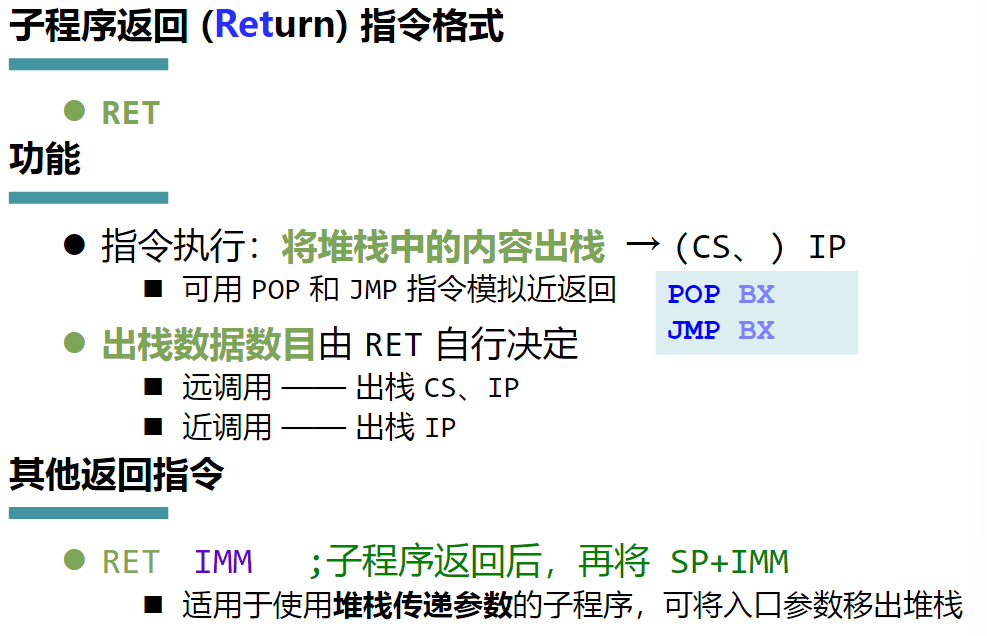 子程序返回 (Return) 指令格式
● RET
功能
● 指令执行：将堆栈中的内容出栈 → (CS、) IP
■ 可用 POP 和 JMP 指令模拟近返回
POP BX
JMP BX
● 出栈数据数目由 RET 自行决定
■ 远调用 —— 出栈 CS、IP
■ 近调用 —— 出栈 IP
其他返回指令
● RET IMM ;子程序返回后，再将 SP+IMM
■ 适用于使用堆栈传递参数的子程序，可将入口参数移出堆栈